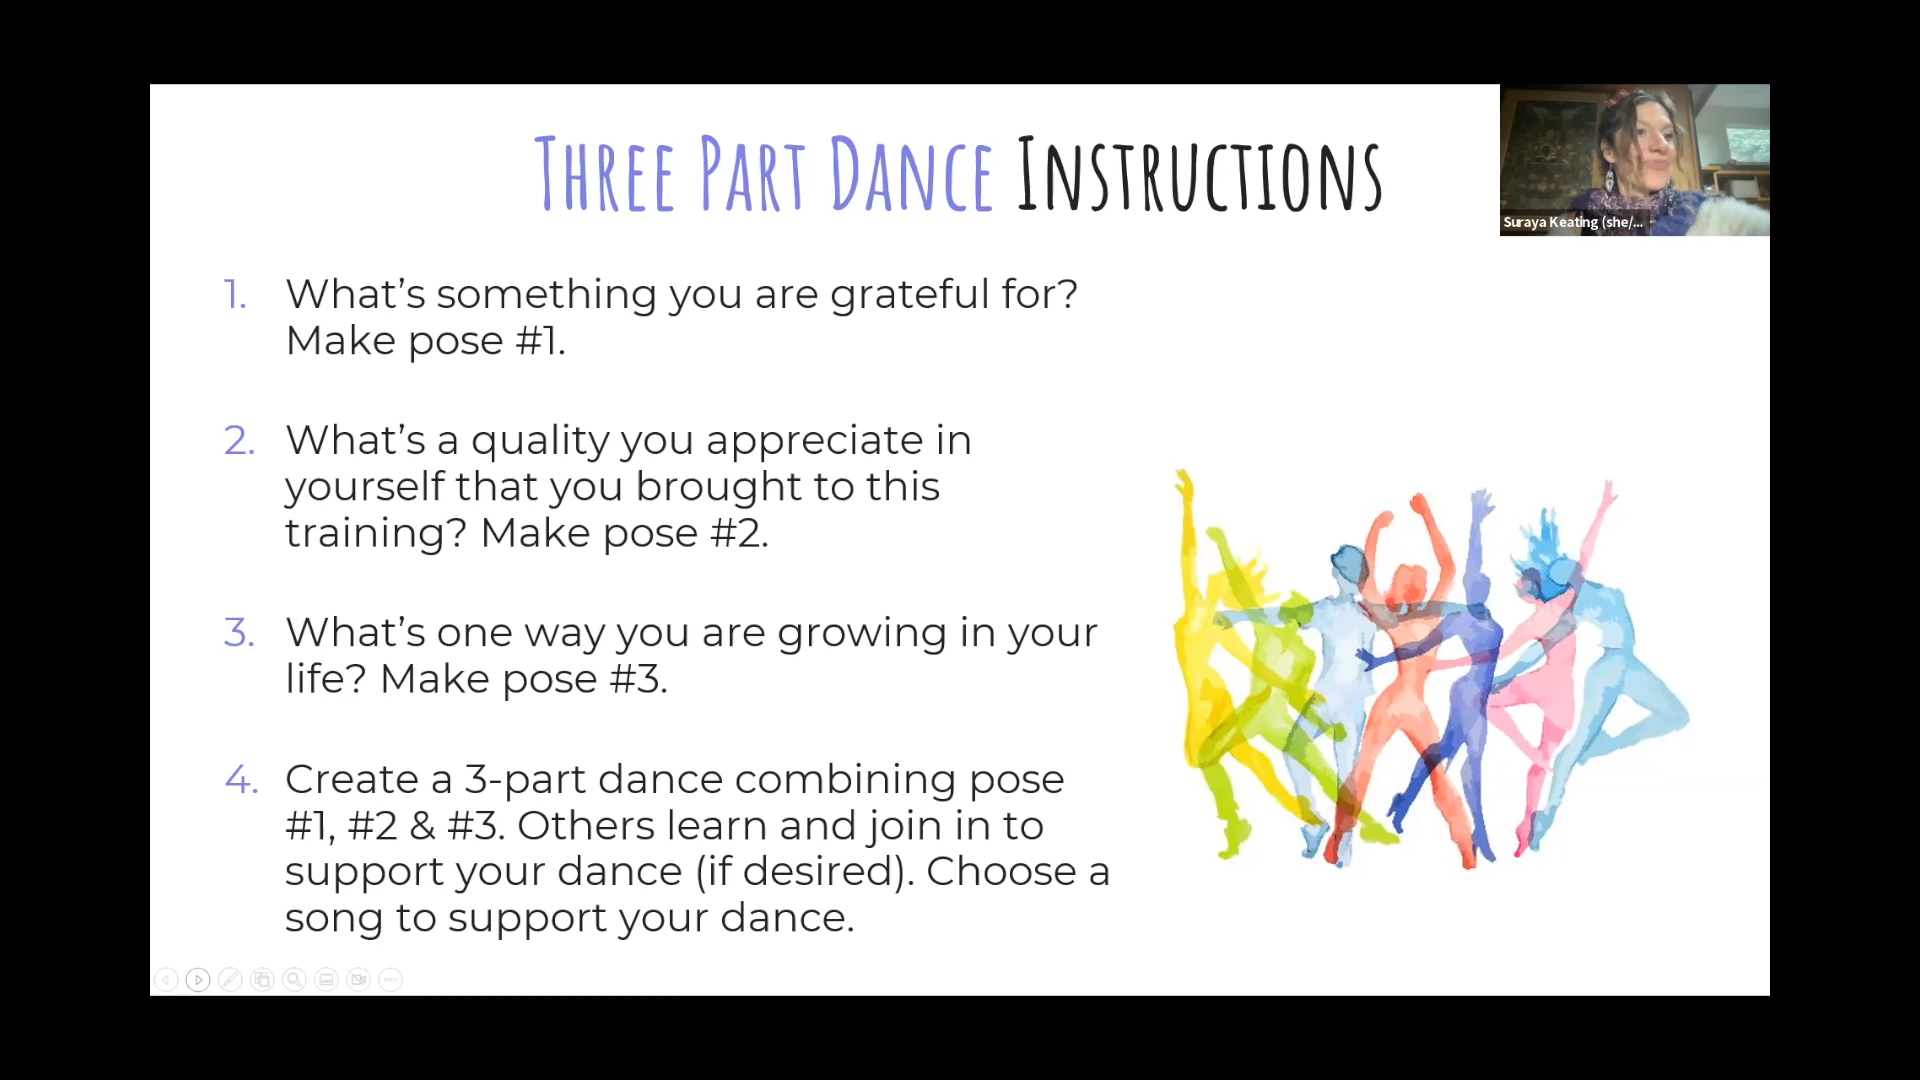 Three Part Dance Instructions
Suraya Keating (she/...
1. What’s something you are grateful for?
Make pose #1.
2. What’s a quality you appreciate in
yourself that you brought to this
training? Make pose #2.
3. What’s one way you are growing in your
life? Make pose #3.
4. Create a 3-part dance combining pose
#1, #2 & #3. Others learn and join in to
support your dance (if desired). Choose a
song to support your dance.